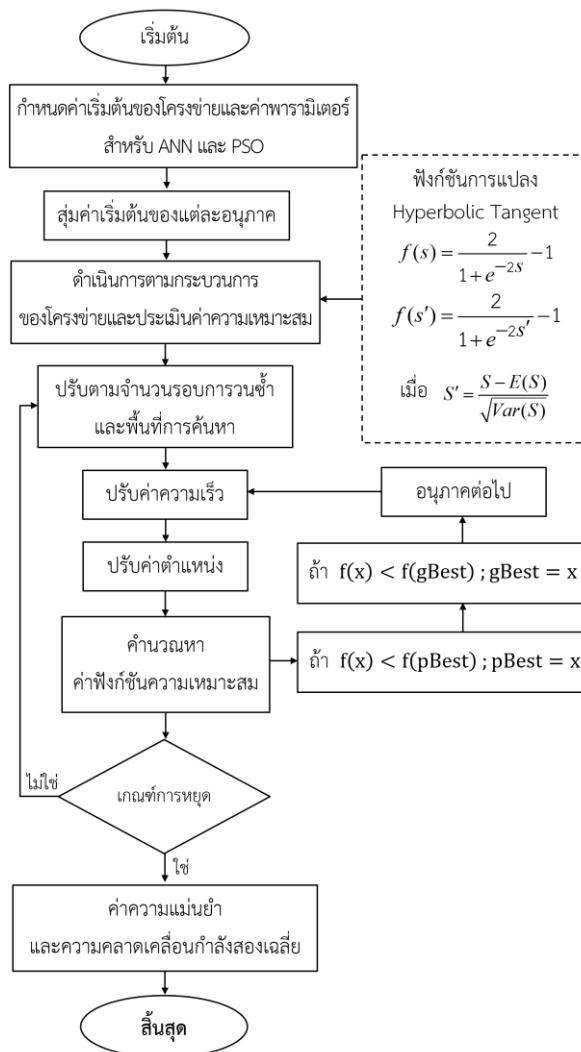 เริ่มต้น
กำหนดค่าเริ่มต้นของโครงข่ายและค่าพารามิเตอร์
สำหรับ ANN และ PSO
สุ่มค่าเริ่มต้นของแต่ละอนุภาค
ดำเนินการตามกระบวนการ
ของโครงข่ายและประเมินค่าความเหมาะสม
ฟังก์ชันการแปลง
Hyperbolic Tangent
f(s) = 2 / (1 + e^{-2s}) − 1
f(s′) = 2 / (1 + e^{-2s′}) − 1
เมื่อ S′ = (S − E(S)) / √Var(S)
ปรับตามจำนวนรอบการวนซ้ำ
และพื้นที่การค้นหา
ปรับค่าความเร็ว
อนุภาคต่อไป
ปรับค่าตำแหน่ง
ถ้า f(x) < f(gBest) ; gBest = x
คำนวณหา
ค่าฟังก์ชันความเหมาะสม
ถ้า f(x) < f(pBest) ; pBest = x
ไม่ใช่
เกณฑ์การหยุด
ใช่
ค่าความแม่นยำ
และความคลาดเคลื่อนกำลังสองเฉลี่ย
สิ้นสุด